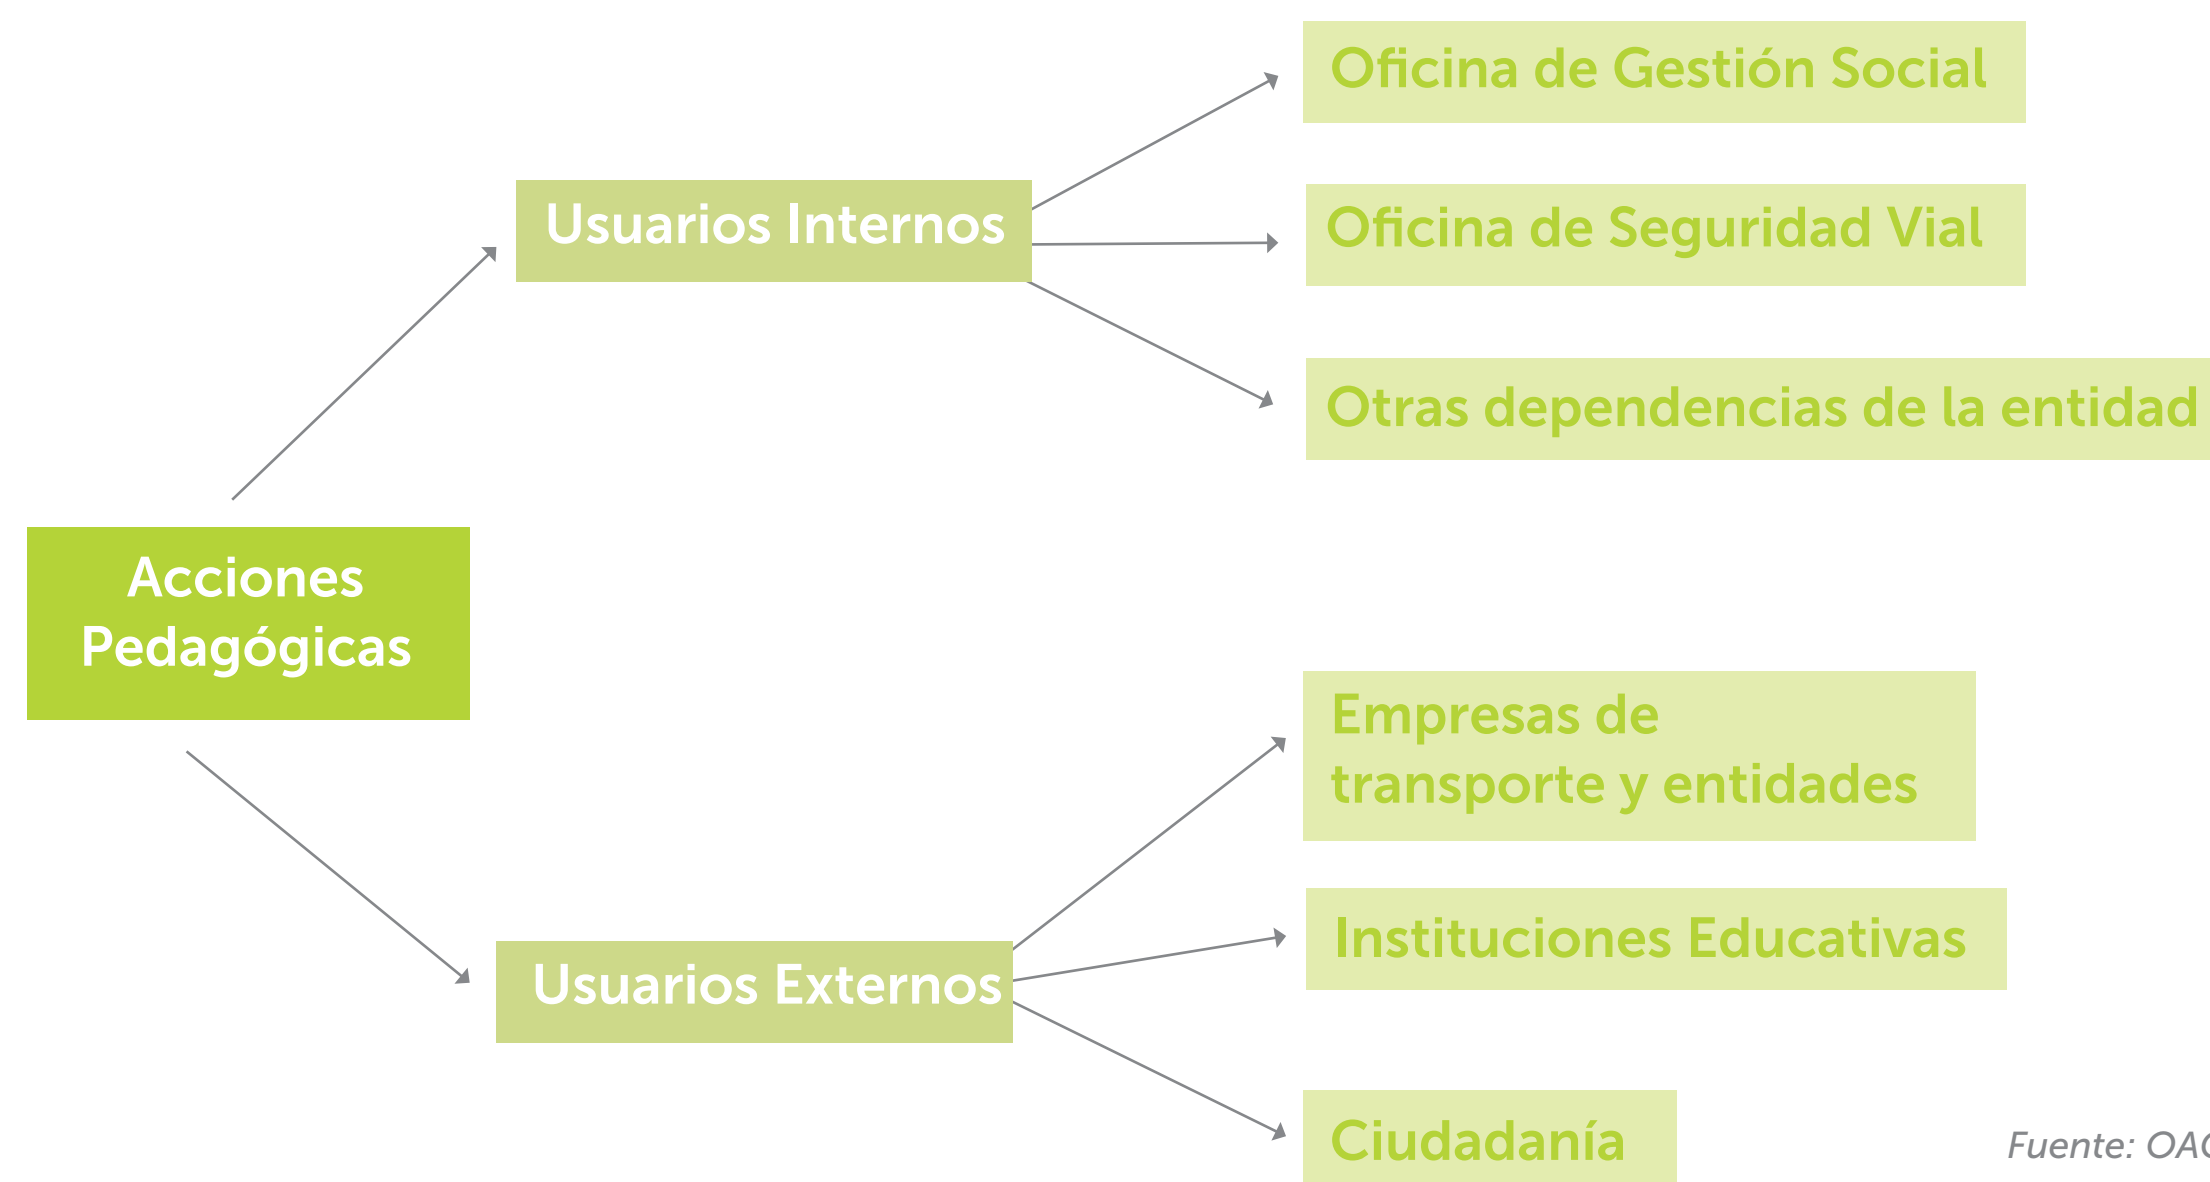 Oficina de Gestión Social
Usuarios Internos
Oficina de Seguridad Vial
Otras dependencias de la entidad
Acciones
Pedagógicas
Empresas de
transporte y entidades
Instituciones Educativas
Usuarios Externos
Ciudadanía
Fuente: